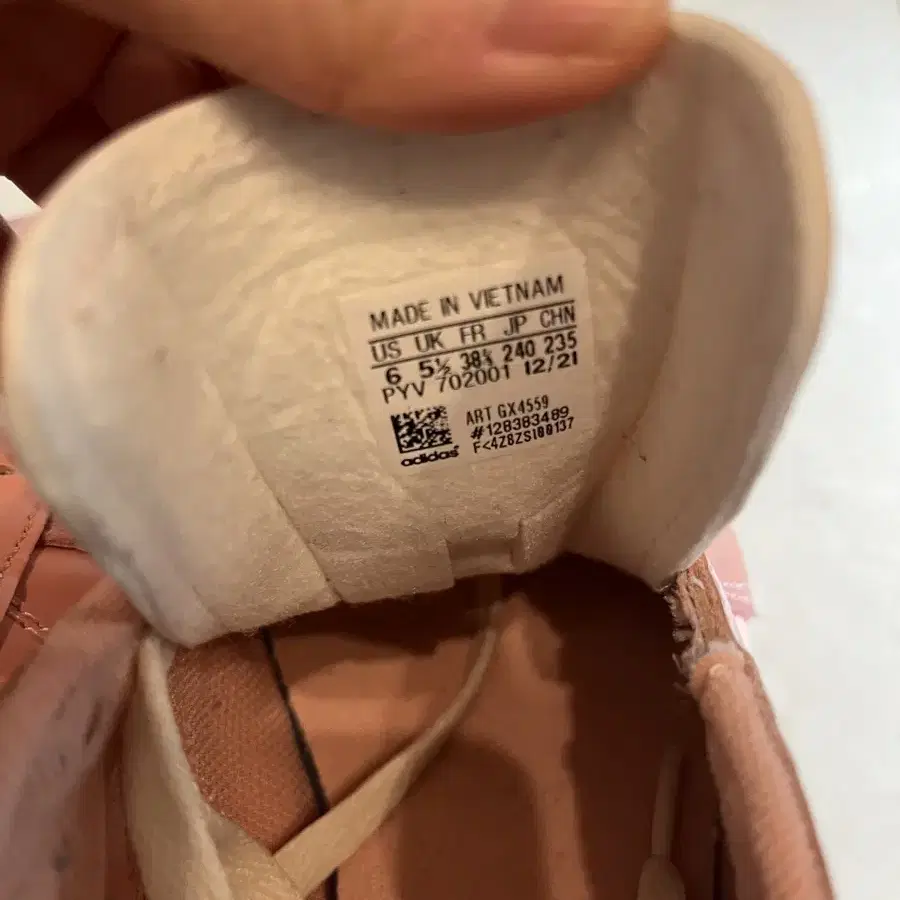 MADE IN VIETNAM
US UK FR JP CHN
6 5½ 38⅔ 240 235
PYV 702001 12/21
ART GX4559
#128383489
F<4Z8ZSI00137
adidas